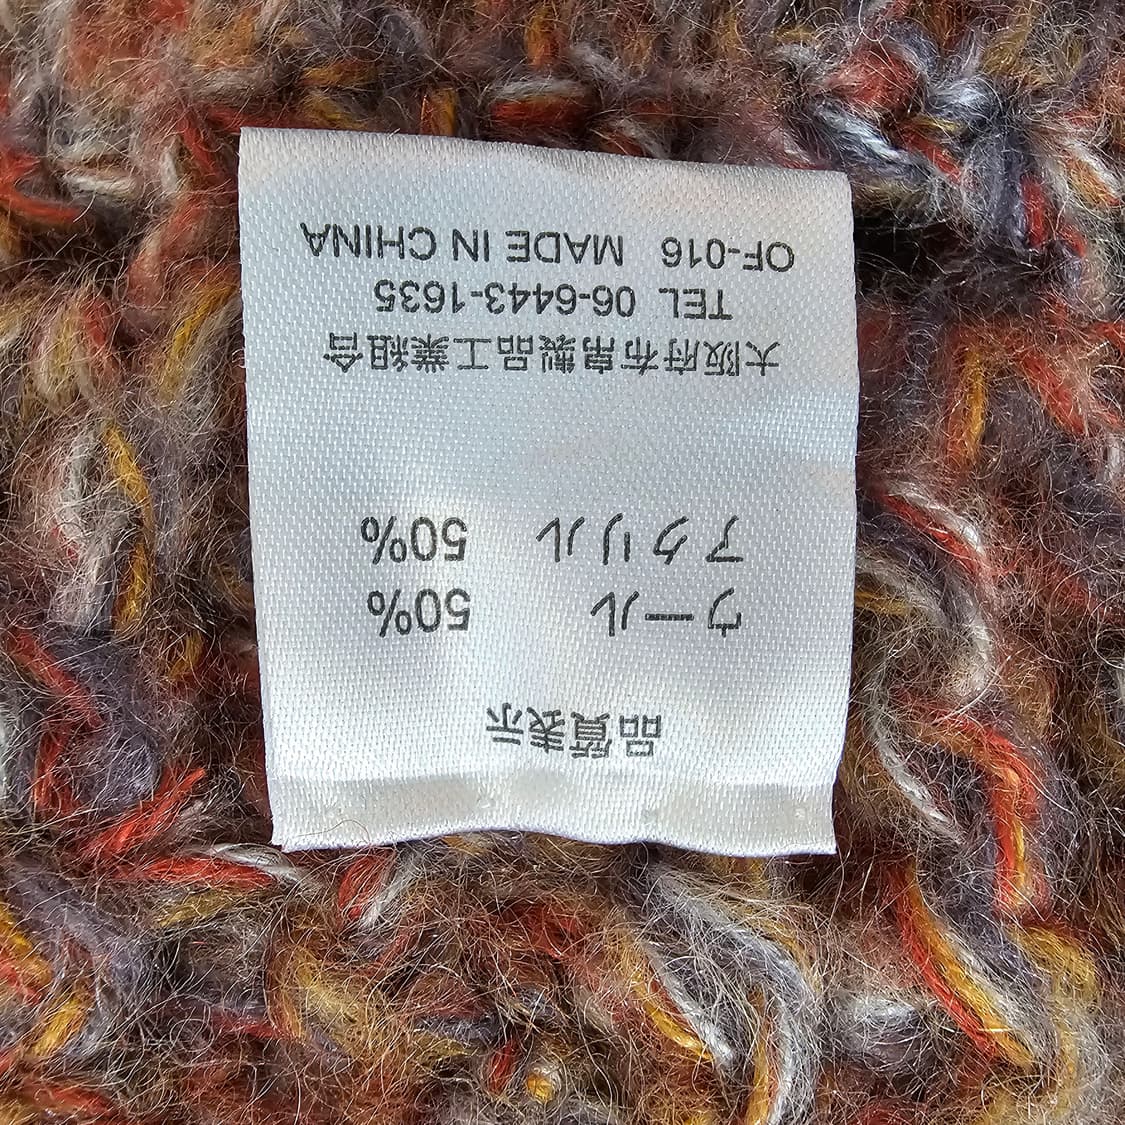 品質表示
ウール 50%
アクリル 50%
大阪府布帛製品工業組合
TEL 06-6443-1635
OF-016 MADE IN CHINA